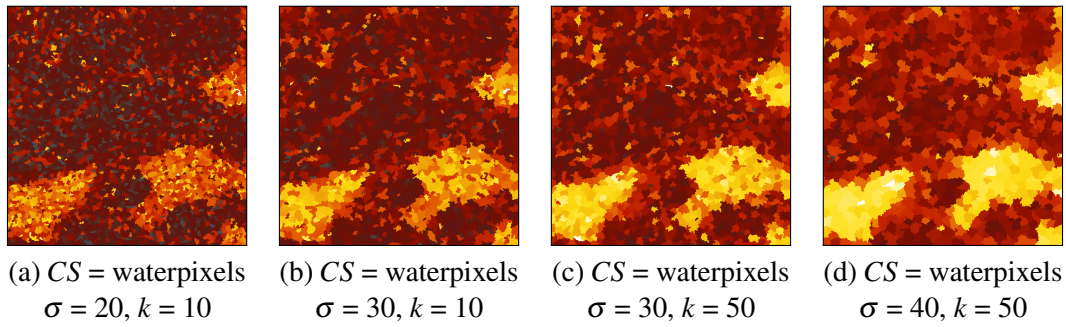 (a) CS = waterpixels
σ = 20, k = 10
(b) CS = waterpixels
σ = 30, k = 10
(c) CS = waterpixels
σ = 30, k = 50
(d) CS = waterpixels
σ = 40, k = 50